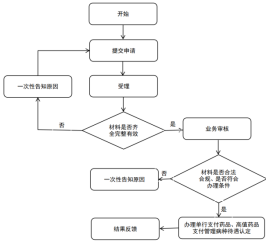 开始
提交申请
一次性告知原因
受理
否
材料是否齐
全完整有效
是
业务审核
材料是否合法
合规、是否符合
办理条件
否
一次性告知原因
是
办理单行支付药品、高值药品
支付管理病种待遇认定
结果反馈